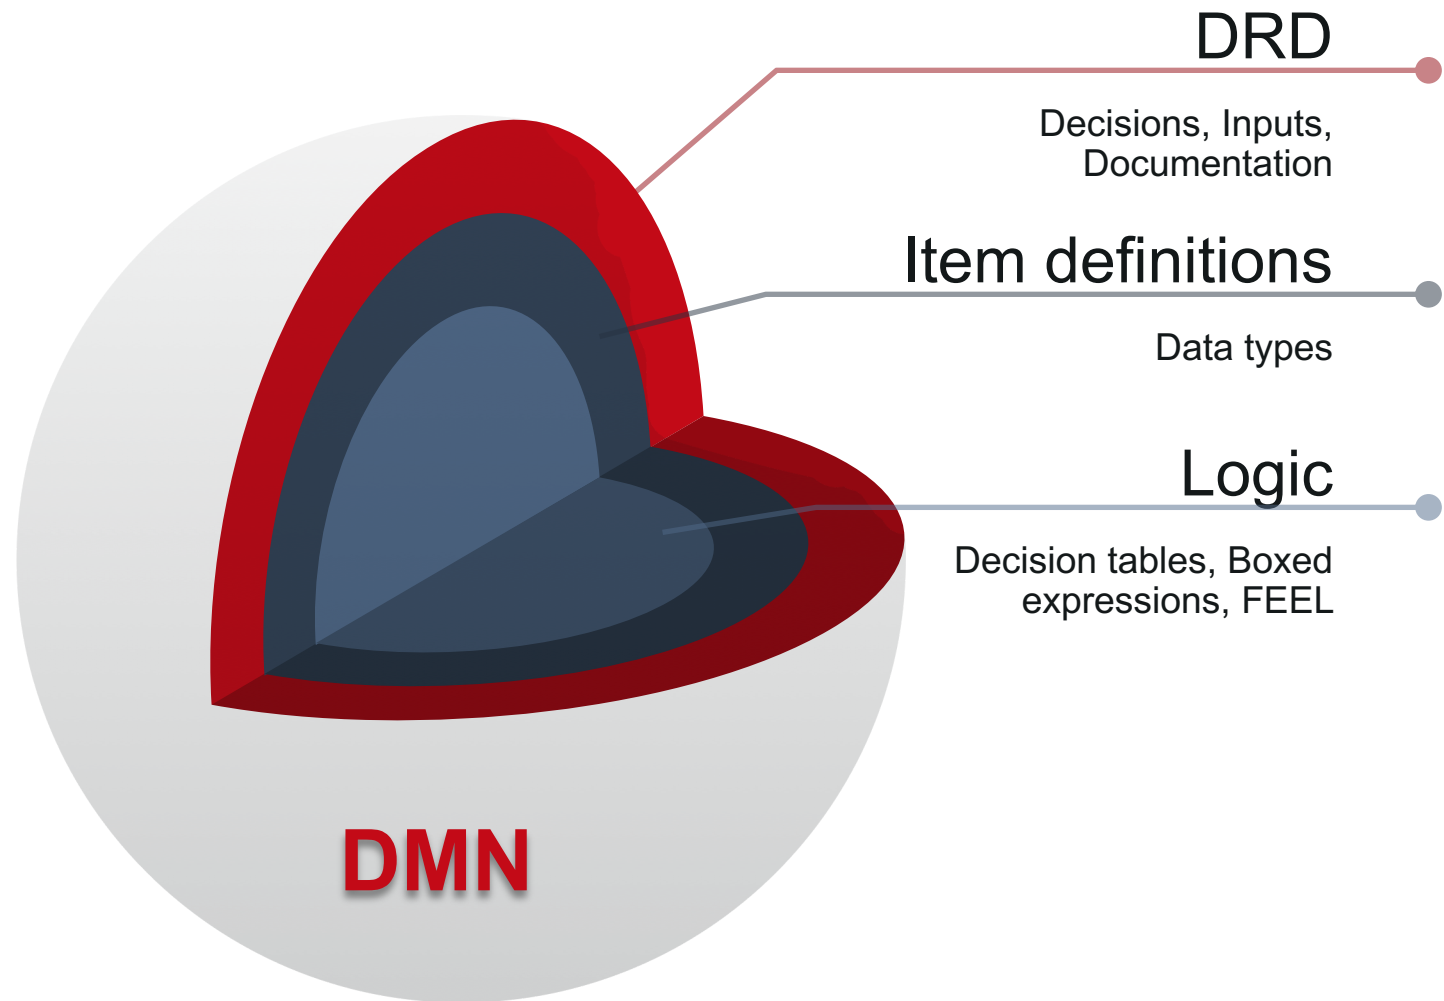 DRD
Decisions, Inputs,
Documentation
Item definitions
Data types
Logic
Decision tables, Boxed
expressions, FEEL
DMN